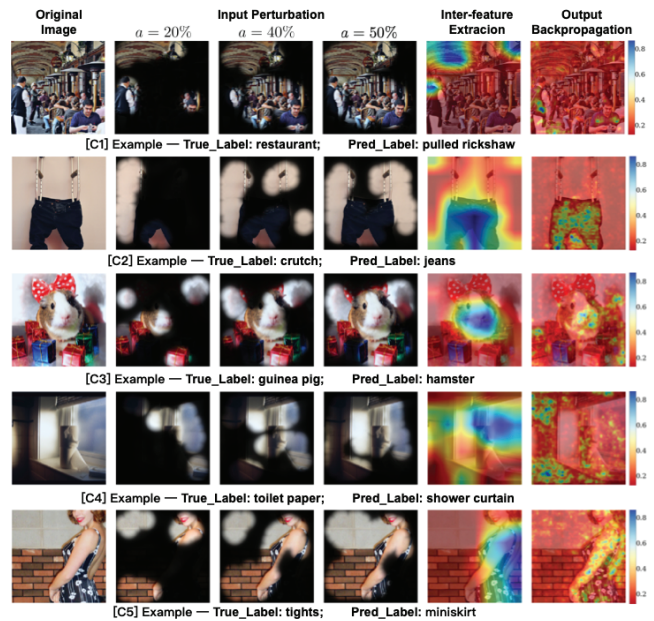 Original Image
Input Perturbation
Inter-feature Extracion
Output Backpropagation
a = 20%
a = 40%
a = 50%
0.8
0.6
0.4
0.2
[C1] Example — True_Label: restaurant; Pred_Label: pulled rickshaw
0.8
0.6
0.4
0.2
[C2] Example — True_Label: crutch; Pred_Label: jeans
0.8
0.6
0.4
0.2
[C3] Example — True_Label: guinea pig; Pred_Label: hamster
0.8
0.6
0.4
0.2
[C4] Example — True_Label: toilet paper; Pred_Label: shower curtain
0.8
0.6
0.4
0.2
[C5] Example — True_Label: tights; Pred_Label: miniskirt